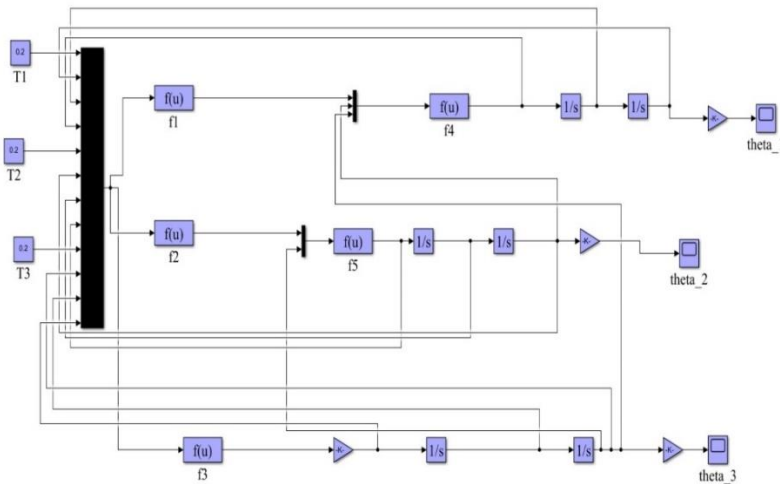 0.2
T1
f(u)
f1
f(u)
f4
1/s
1/s
-K-
theta_
0.2
T2
f(u)
f2
f(u)
f5
1/s
1/s
-K-
theta_2
0.2
T3
f(u)
f3
-K-
1/s
1/s
-K-
theta_3